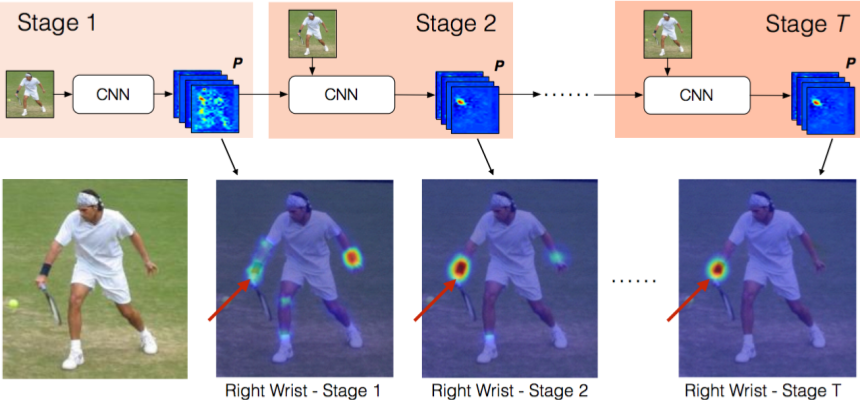 Stage 1
Stage 2
Stage T
P
P
P
CNN
CNN
......
CNN
......
Right Wrist - Stage 1
Right Wrist - Stage 2
Right Wrist - Stage T